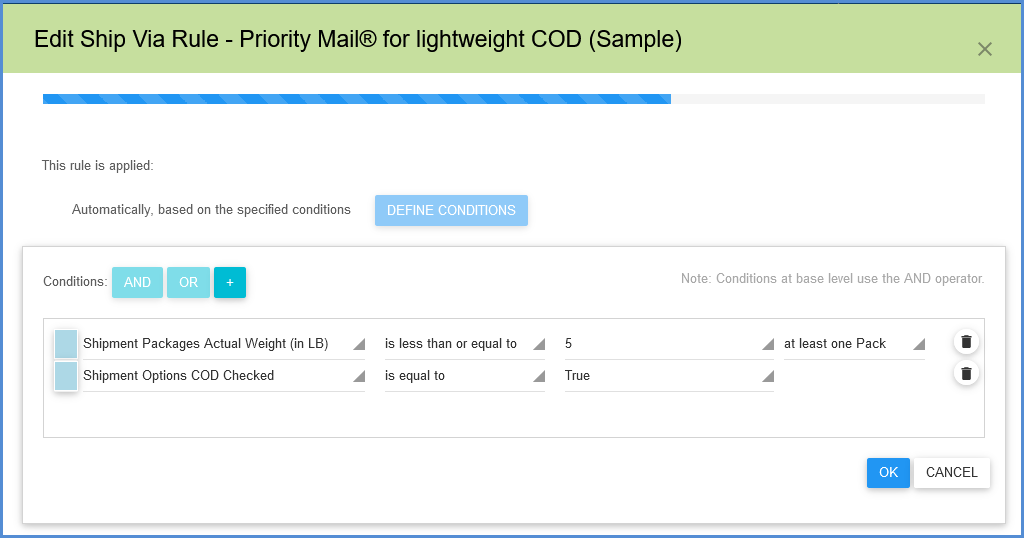 Edit Ship Via Rule - Priority Mail® for lightweight COD (Sample)
This rule is applied:
Automatically, based on the specified conditions DEFINE CONDITIONS
Conditions: AND OR + Note: Conditions at base level use the AND operator.
Shipment Packages Actual Weight (in LB) is less than or equal to 5 at least one Pack
Shipment Options COD Checked is equal to True
OK CANCEL